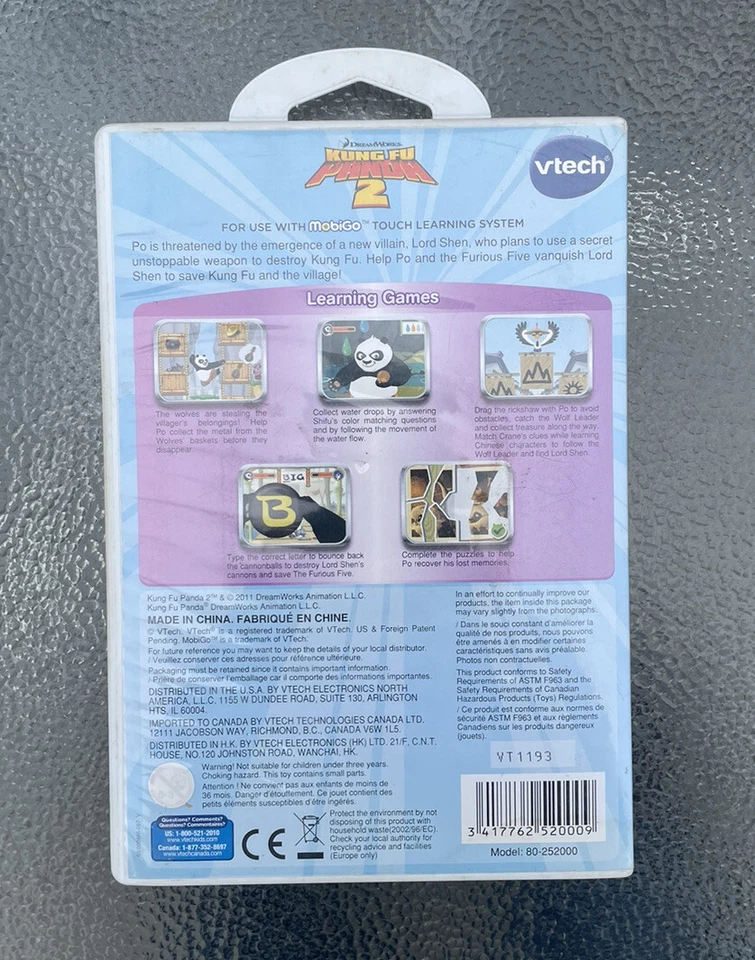 DREAMWORKS
KUNG FU
PANDA
2
vtech®
FOR USE WITH MobiGo™ TOUCH LEARNING SYSTEM
Po is threatened by the emergence of a new villain, Lord Shen, who plans to use a secret
unstoppable weapon to destroy Kung Fu. Help Po and the Furious Five vanquish Lord
Shen to save Kung Fu and the village!
Learning Games
The wolves are stealing the
villager's belongings! Help
Po collect the metal from the
Wolves' baskets before they
disappear.
Collect water drops by answering
Shifu's color matching questions
and by following the movement of
the water flow.
Drag the rickshaw with Po to avoid
obstacles, catch the Wolf Leader
and collect treasure along the way.
Match Crane's clues while learning
Chinese characters to follow the
Wolf Leader and find Lord Shen.
BIG
B
Type the correct letter to bounce back
the cannonballs to destroy Lord Shen's
cannons and save The Furious Five.
Complete the puzzles to help
Po recover his lost memories.
Kung Fu Panda 2™ & © 2011 DreamWorks Animation L.L.C.
Kung Fu Panda® DreamWorks Animation L.L.C.
MADE IN CHINA. FABRIQUÉ EN CHINE.
© VTech. VTech® is a registered trademark of VTech. US & Foreign Patent
Pending. MobiGo™ is a trademark of VTech.
For future reference you may want to keep the details of your local distributor.
/ Veuillez conserver ces adresses pour référence ultérieure.
Packaging must be retained since it contains important information.
/ Prière de conserver l'emballage car il comporte des informations importantes.
DISTRIBUTED IN THE U.S.A. BY VTECH ELECTRONICS NORTH
AMERICA, L.L.C. 1155 W DUNDEE ROAD, SUITE 130, ARLINGTON
HTS, IL 60004.
IMPORTED TO CANADA BY VTECH TECHNOLOGIES CANADA LTD.
12111 JACOBSON WAY, RICHMOND, B.C., CANADA V6W 1L5.
DISTRIBUTED IN H.K. BY VTECH ELECTRONICS (HK) LTD. 21/F, C.N.T.
HOUSE, NO.120 JOHNSTON ROAD, WANCHAI, HK.
Warning! Not suitable for children under three years.
Choking hazard. This toy contains small parts.
Attention ! Ne convient pas aux enfants de moins de
36 mois. Danger d'étouffement. Ce jouet contient des
petits éléments susceptibles d'être ingérés.
Questions? Comments?
Questions? Commentaires?
US: 1-800-521-2010
www.vtechkids.com
Canada: 1-877-352-8697
www.vtechcanada.com
CE
Protect the environment by not
disposing of this product with
household waste(2002/96/EC).
Check your local authority for
recycling advice and facilities
(Europe only)
In an effort to continually improve our
products, the item inside this package
may vary slightly from the photographs.
/ Dans le souci constant d'améliorer la
qualité de nos produits, nous pouvons
être amenés à en modifier certaines
caractéristiques sans avis préalable.
Photos non contractuelles.
This product conforms to Safety
Requirements of ASTM F963 and the
Safety Requirements of Canadian
Hazardous Products (Toys) Regulations.
/ Ce produit est conforme aux normes de
sécurité ASTM F963 et aux règlements
Canadiens sur les produits dangereux
(jouets).
VT1193
3 417762 520009
Model: 80-252000